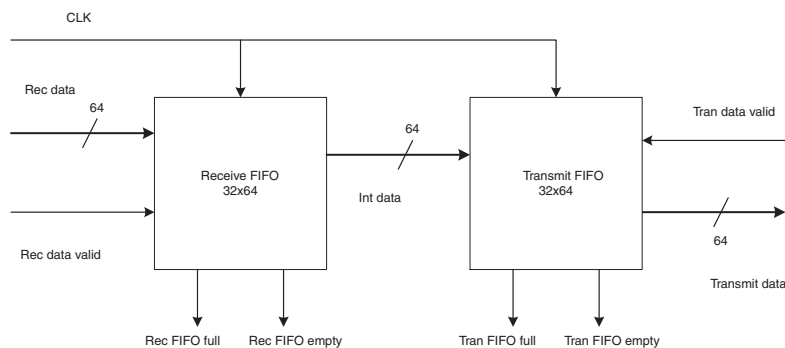 CLK
Rec data
64
Rec data valid
Receive FIFO
32x64
64
Int data
Transmit FIFO
32x64
Tran data valid
64
Transmit data
Rec FIFO full
Rec FIFO empty
Tran FIFO full
Tran FIFO empty